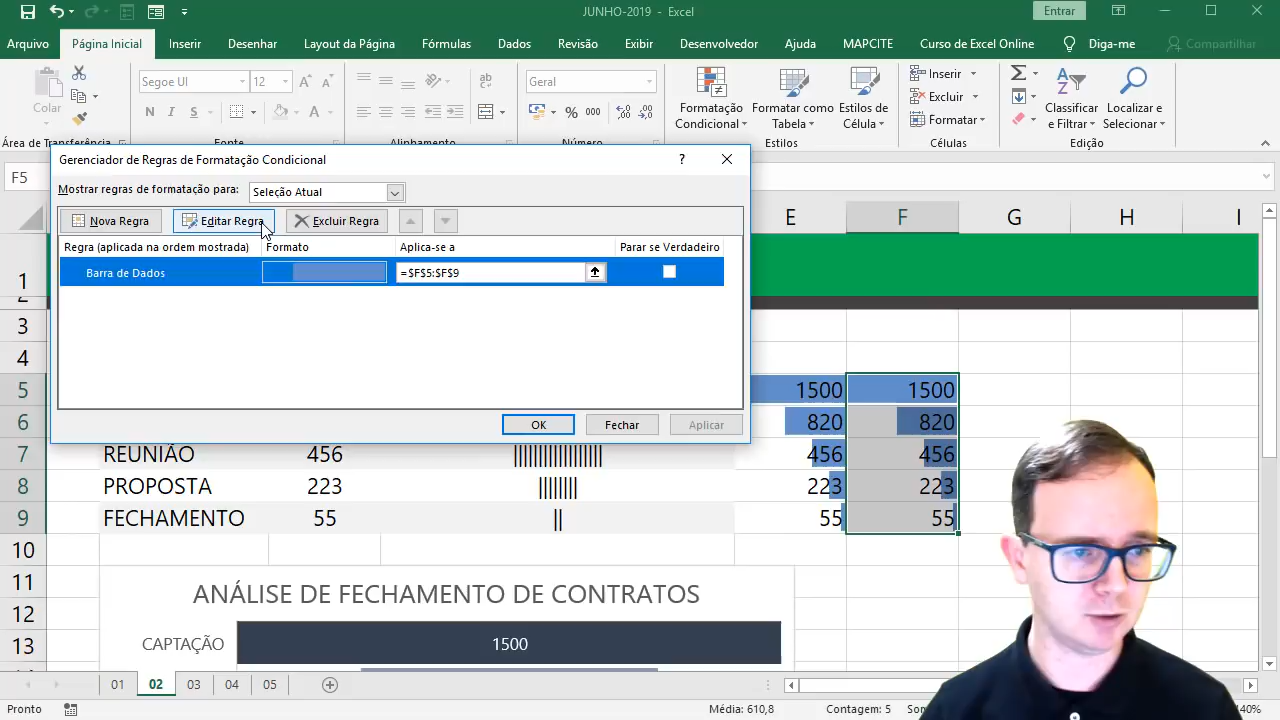 JUNHO-2019 - Excel
Entrar
Arquivo
Página Inicial
Inserir
Desenhar
Layout da Página
Fórmulas
Dados
Revisão
Exibir
Desenvolvedor
Ajuda
MAPCITE
Curso de Excel Online
Diga-me
Compartilhar
Colar
Segoe UI
12
Geral
Formatação Condicional
Formatar como Tabela
Estilos de Célula
Inserir
Excluir
Formatar
Classificar e Filtrar
Localizar e Selecionar
Área de Transferência
Fonte
Alinhamento
Estilos
Células
Edição
F5
Gerenciador de Regras de Formatação Condicional
Mostrar regras de formatação para:
Seleção Atual
Nova Regra
Editar Regra
Excluir Regra
Regra (aplicada na ordem mostrada)
Formato
Aplica-se a
Parar se Verdadeiro
Barra de Dados
=$F$5:$F$9
OK
Fechar
Aplicar
E F G H I
1
2
3
4
5 1500 1500
6 820 820
7 REUNIÃO 456 |||||||||||||||||| 456 456
8 PROPOSTA 223 |||||||| 223 223
9 FECHAMENTO 55 || 55 55
10
11
12
13
ANÁLISE DE FECHAMENTO DE CONTRATOS
CAPTAÇÃO 1500
01 02 03 04 05
Pronto
Média: 610,8
Contagem: 5